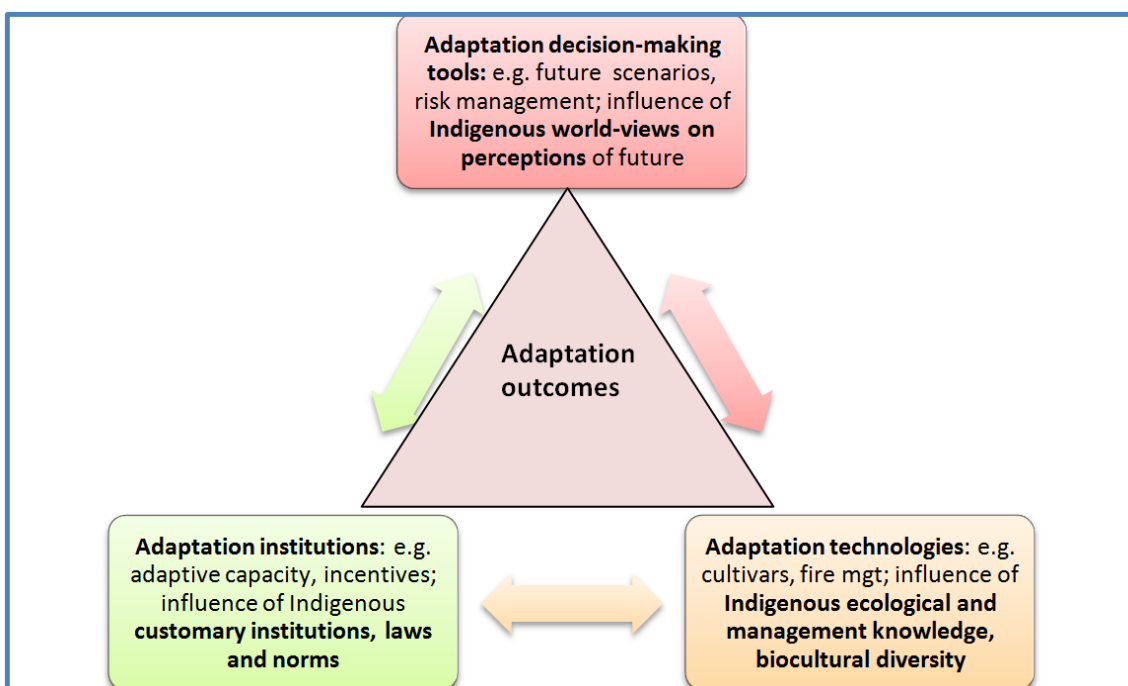 Adaptation decision-making
tools: e.g. future scenarios,
risk management; influence of
Indigenous world-views on
perceptions of future
Adaptation
outcomes
Adaptation institutions: e.g.
adaptive capacity, incentives;
influence of Indigenous
customary institutions, laws
and norms
Adaptation technologies: e.g.
cultivars, fire mgt; influence of
Indigenous ecological and
management knowledge,
biocultural diversity